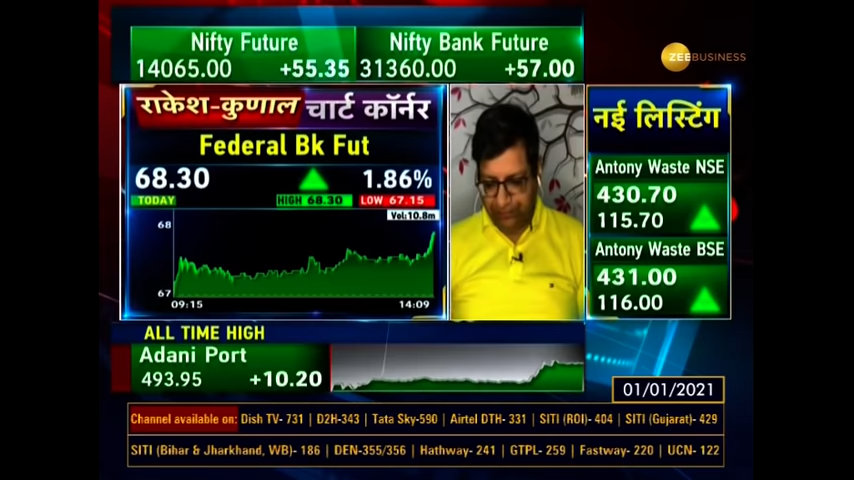 Nifty Future
14065.00 +55.35
Nifty Bank Future
31360.00 +57.00
ZEEBUSINESS
राकेश-कुणाल चार्ट कॉर्नर
Federal Bk Fut
68.30 1.86%
TODAY HIGH 68.30 LOW 67.15
Vol:10.8m
68
67
09:15 14:09
नई लिस्टिंग
Antony Waste NSE
430.70
115.70
Antony Waste BSE
431.00
116.00
ALL TIME HIGH
Adani Port
493.95 +10.20
01/01/2021
Channel available on: Dish TV- 731 | D2H-343 | Tata Sky-590 | Airtel DTH- 331 | SITI (ROI)- 404 | SITI (Gujarat)- 429
SITI (Bihar & Jharkhand, WB)- 186 | DEN-355/356 | Hathway- 241 | GTPL- 259 | Fastway- 220 | UCN- 122